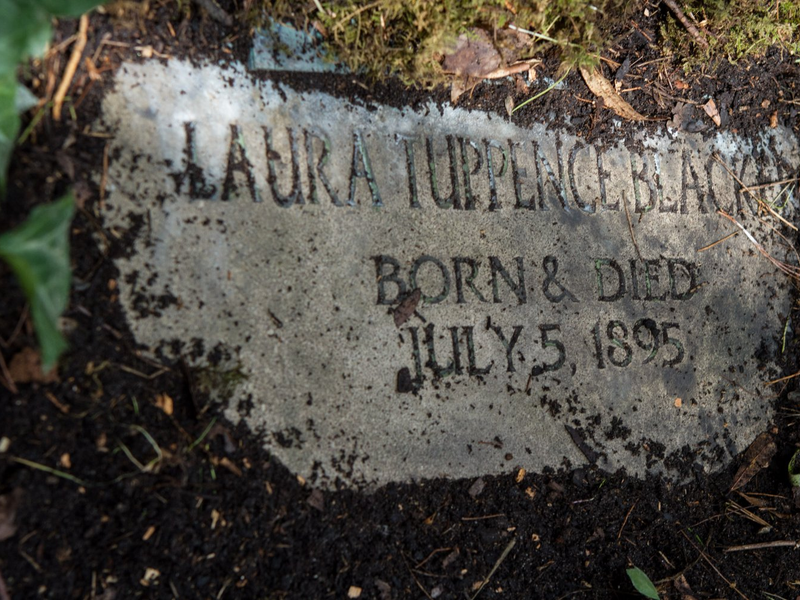 LAURA TUPPENCE
BORN & DIED
JULY 5, 1895